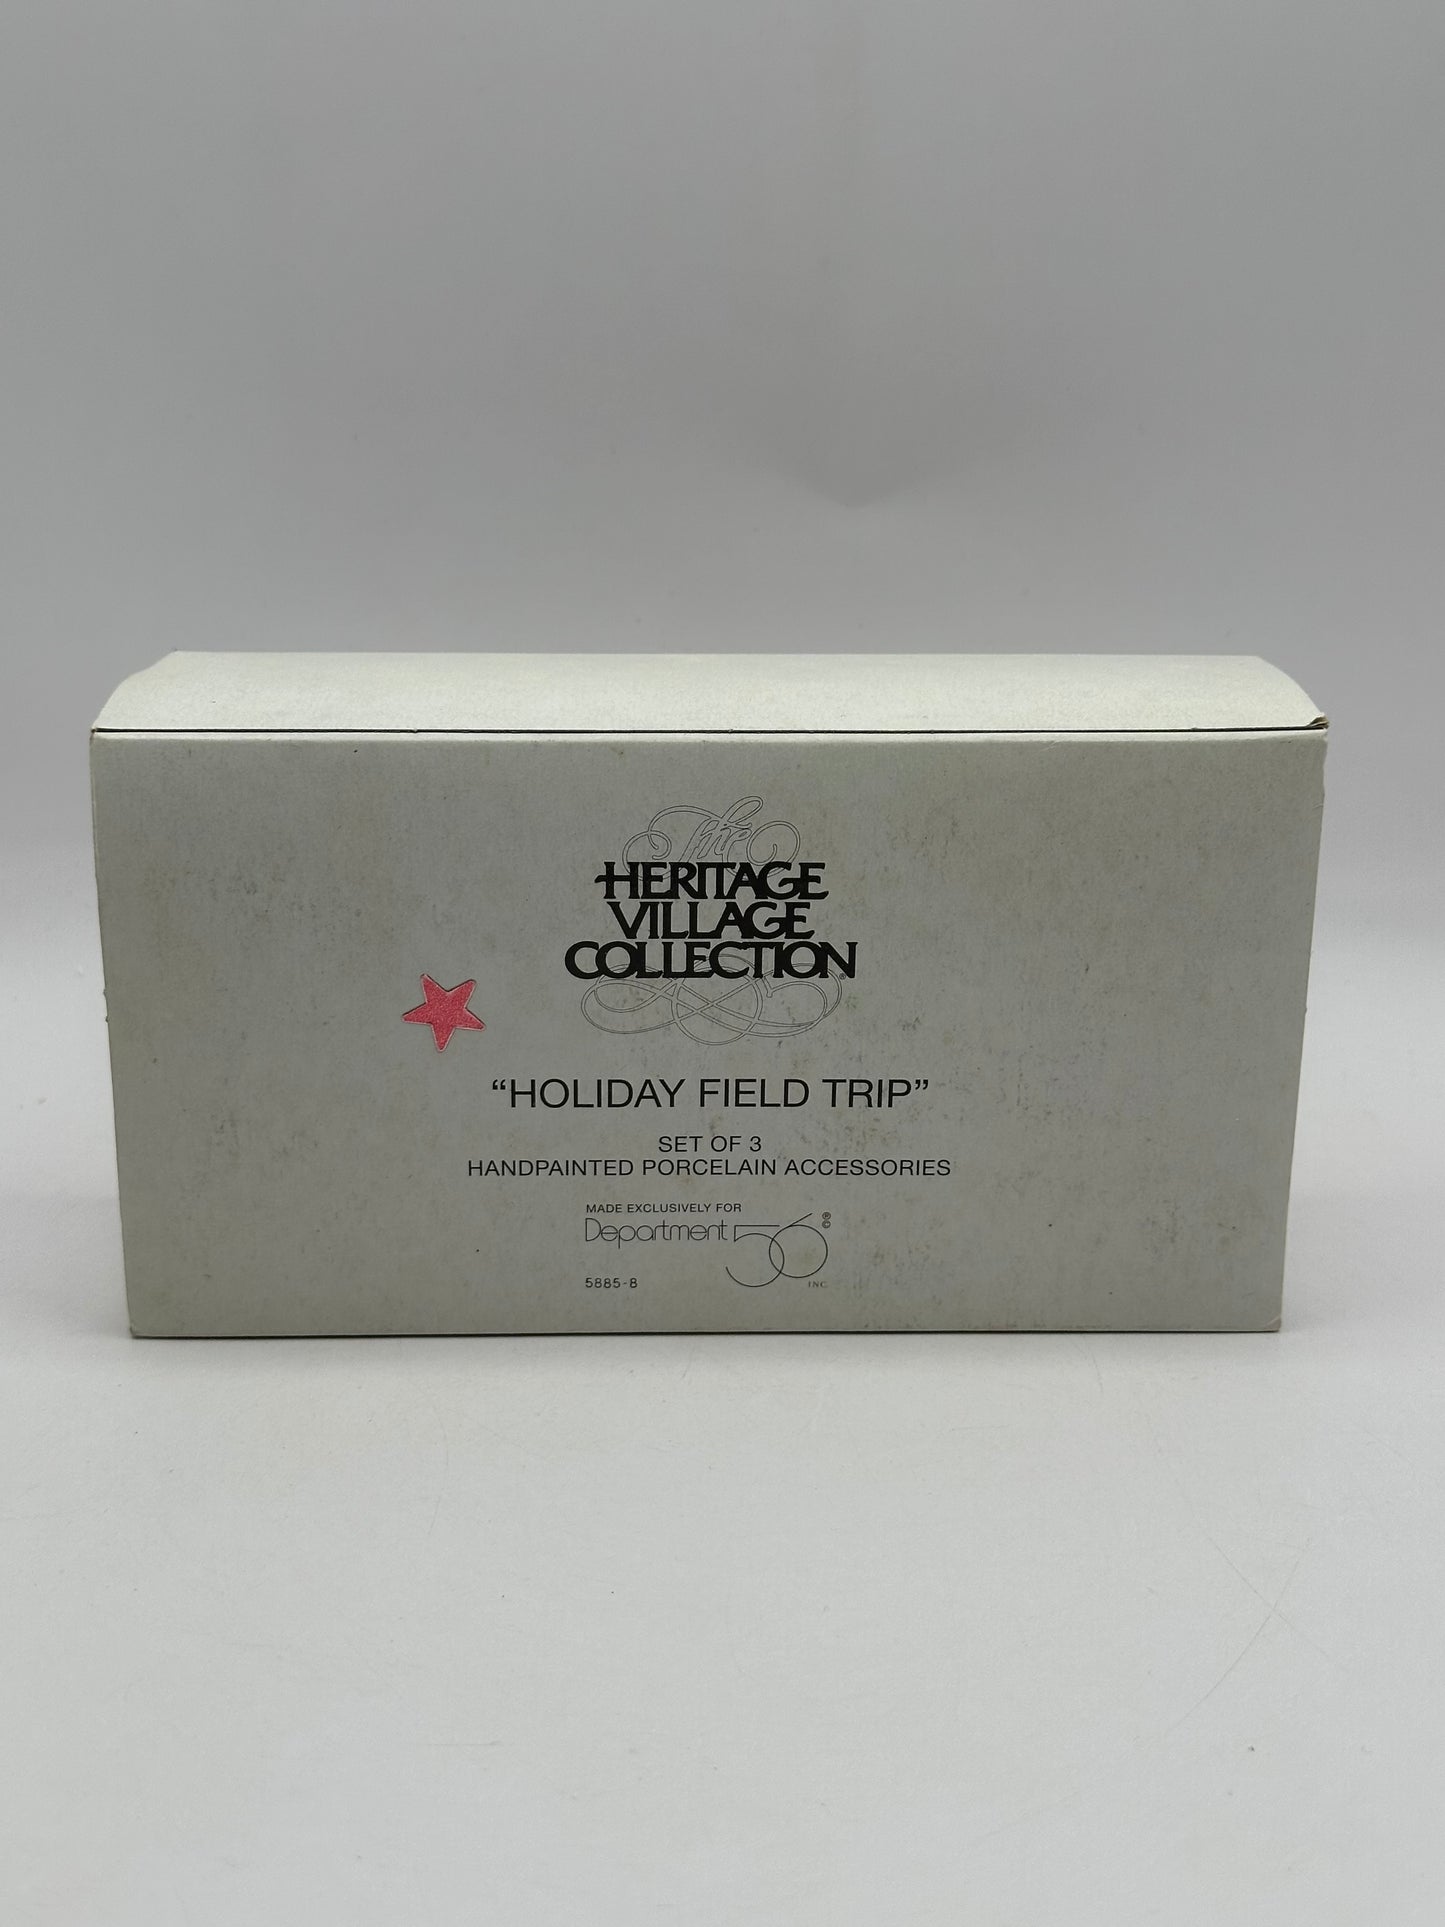 The
HERITAGE
VILLAGE
COLLECTION®
“HOLIDAY FIELD TRIP”
SET OF 3
HANDPAINTED PORCELAIN ACCESSORIES
MADE EXCLUSIVELY FOR
Department 56 ® ©
5885-8 INC.